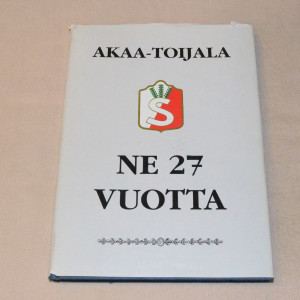 AKAA-TOIJALA
S
NE 27
VUOTTA